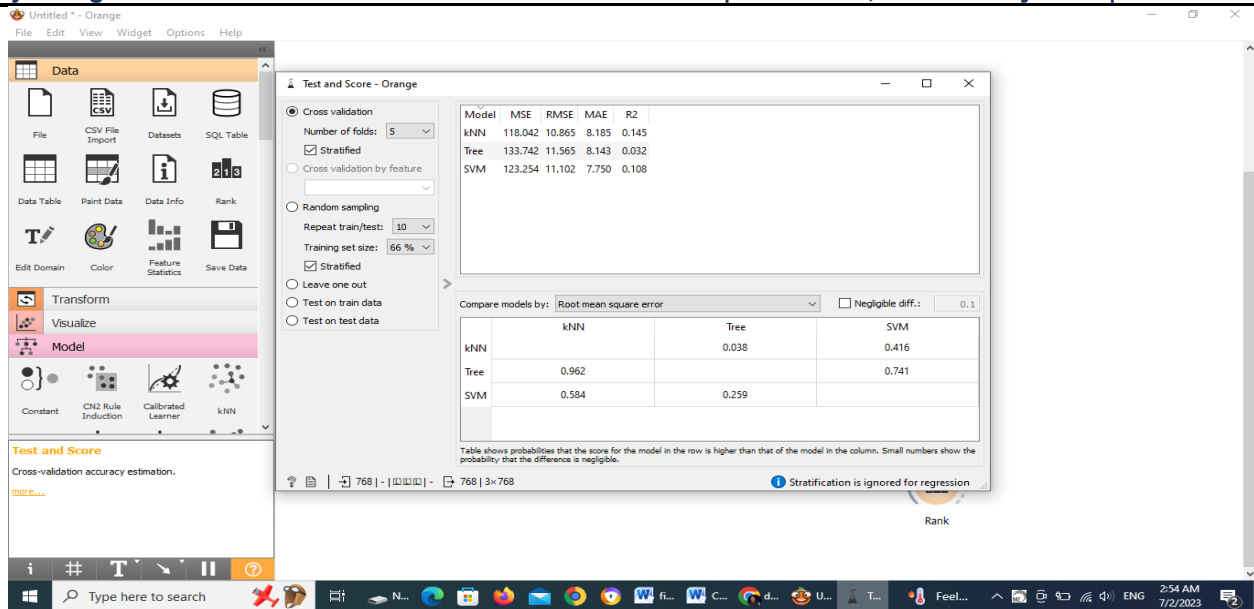 Untitled * - Orange
File Edit View Widget Options Help
Data
File CSV File Import Datasets SQL Table
Data Table Paint Data Data Info Rank
Edit Domain Color Feature Statistics Save Data
Transform
Visualize
Model
Constant CN2 Rule Induction Calibrated Learner kNN
Test and Score
Cross-validation accuracy estimation.
more...
Test and Score - Orange
Cross validation
Number of folds: 5
Stratified
Cross validation by feature
Random sampling
Repeat train/test: 10
Training set size: 66 %
Stratified
Leave one out
Test on train data
Test on test data
Model MSE RMSE MAE R2
kNN 118.042 10.865 8.185 0.145
Tree 133.742 11.565 8.143 0.032
SVM 123.254 11.102 7.750 0.108
Compare models by: Root mean square error Negligible diff.: 0.1
kNN Tree SVM
kNN 0.038 0.416
Tree 0.962 0.741
SVM 0.584 0.259
Table shows probabilities that the score for the model in the row is higher than that of the model in the column. Small numbers show the
probability that the difference is negligible.
768 | - | - 768 | 3×768
Stratification is ignored for regression
Rank
Type here to search
N... fi... C... d... U... T... Feel... ENG 2:54 AM
7/2/2023
2